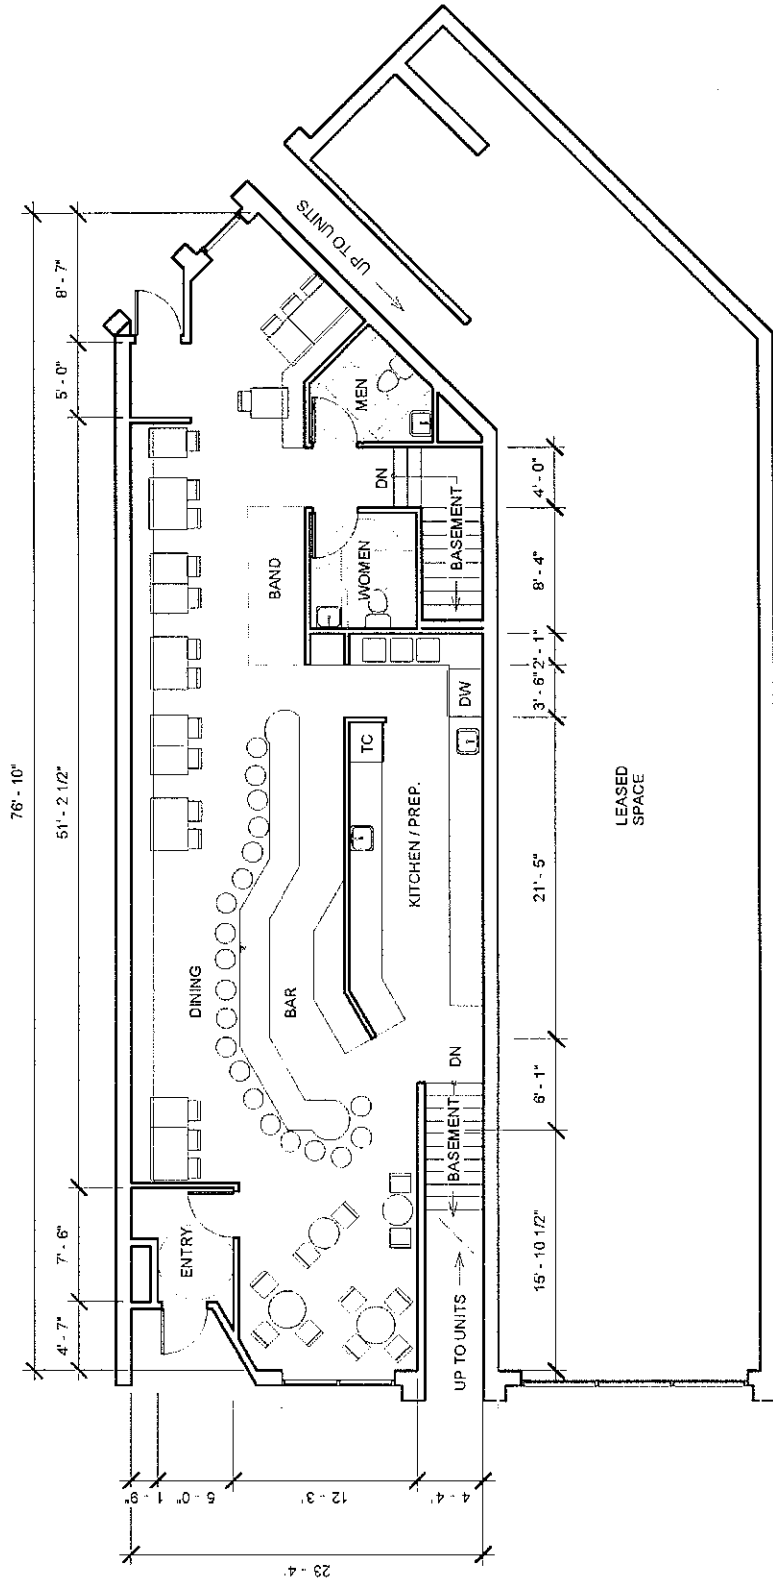 76' - 10"
8' - 7"
5' - 0"
51' - 2 1/2"
7' - 6"
4' - 7"
UP TO UNITS
MEN
DN
BASEMENT
WOMEN
BAND
4' - 0"
8' - 4"
2' - 1"
3' - 6"
DW
TC
KITCHEN / PREP.
21' - 5"
LEASED
SPACE
DINING
BAR
DN
6' - 1"
BASEMENT
ENTRY
15' - 10 1/2"
UP TO UNITS
1' - 9"
5' - 0"
12' - 3"
4' - 4"
23' - 4"